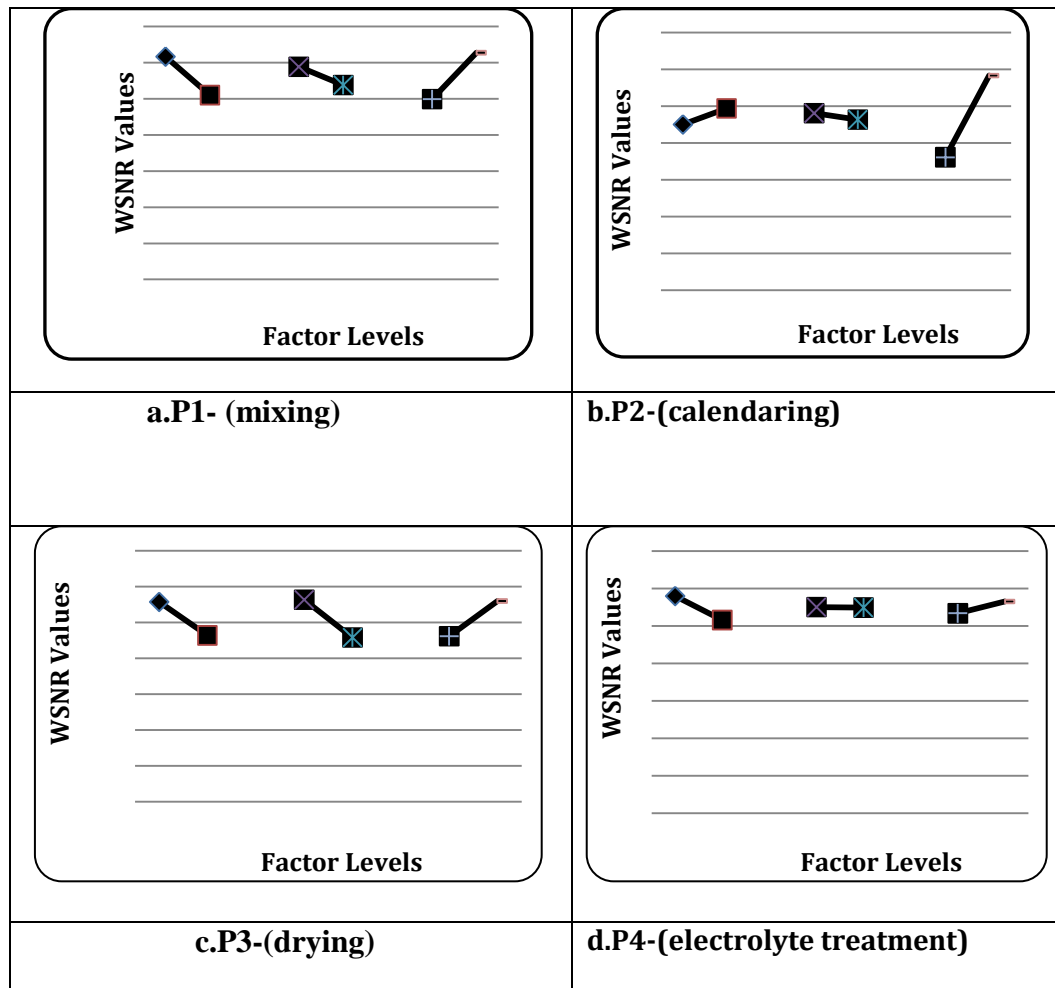 WSNR Values
Factor Levels
WSNR Values
Factor Levels
a.P1- (mixing)
b.P2-(calendaring)
WSNR Values
Factor Levels
WSNR Values
Factor Levels
c.P3-(drying)
d.P4-(electrolyte treatment)